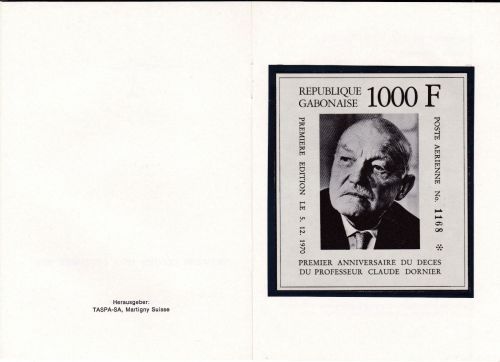 Herausgeber:
TASPA-SA, Martigny Suisse
REPUBLIQUE
GABONAISE
1000 F
PREMIERE EDITION LE 5. 12. 1970
POSTE AERIENNE No. 1168 ✻
PREMIER ANNIVERSAIRE DU DECES
DU PROFESSEUR CLAUDE DORNIER